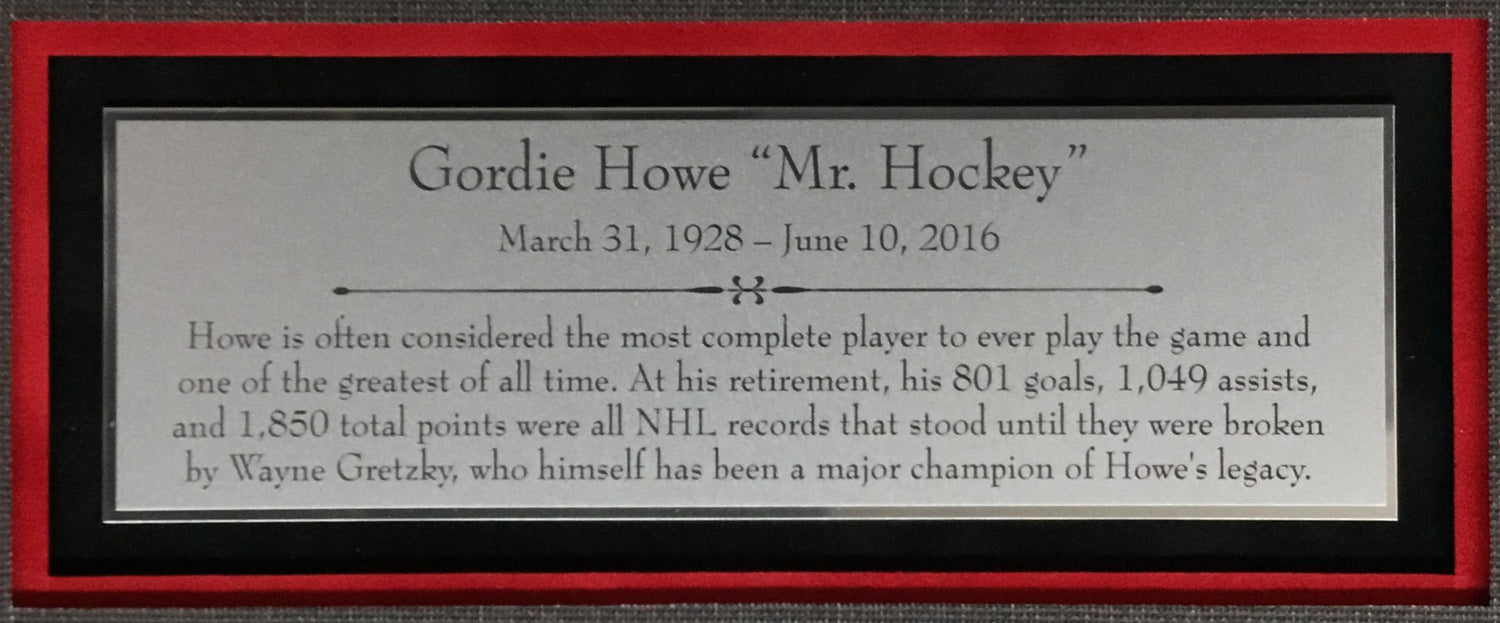 Gordie Howe “Mr. Hockey”
March 31, 1928 – June 10, 2016
Howe is often considered the most complete player to ever play the game and
one of the greatest of all time. At his retirement, his 801 goals, 1,049 assists,
and 1,850 total points were all NHL records that stood until they were broken
by Wayne Gretzky, who himself has been a major champion of Howe's legacy.